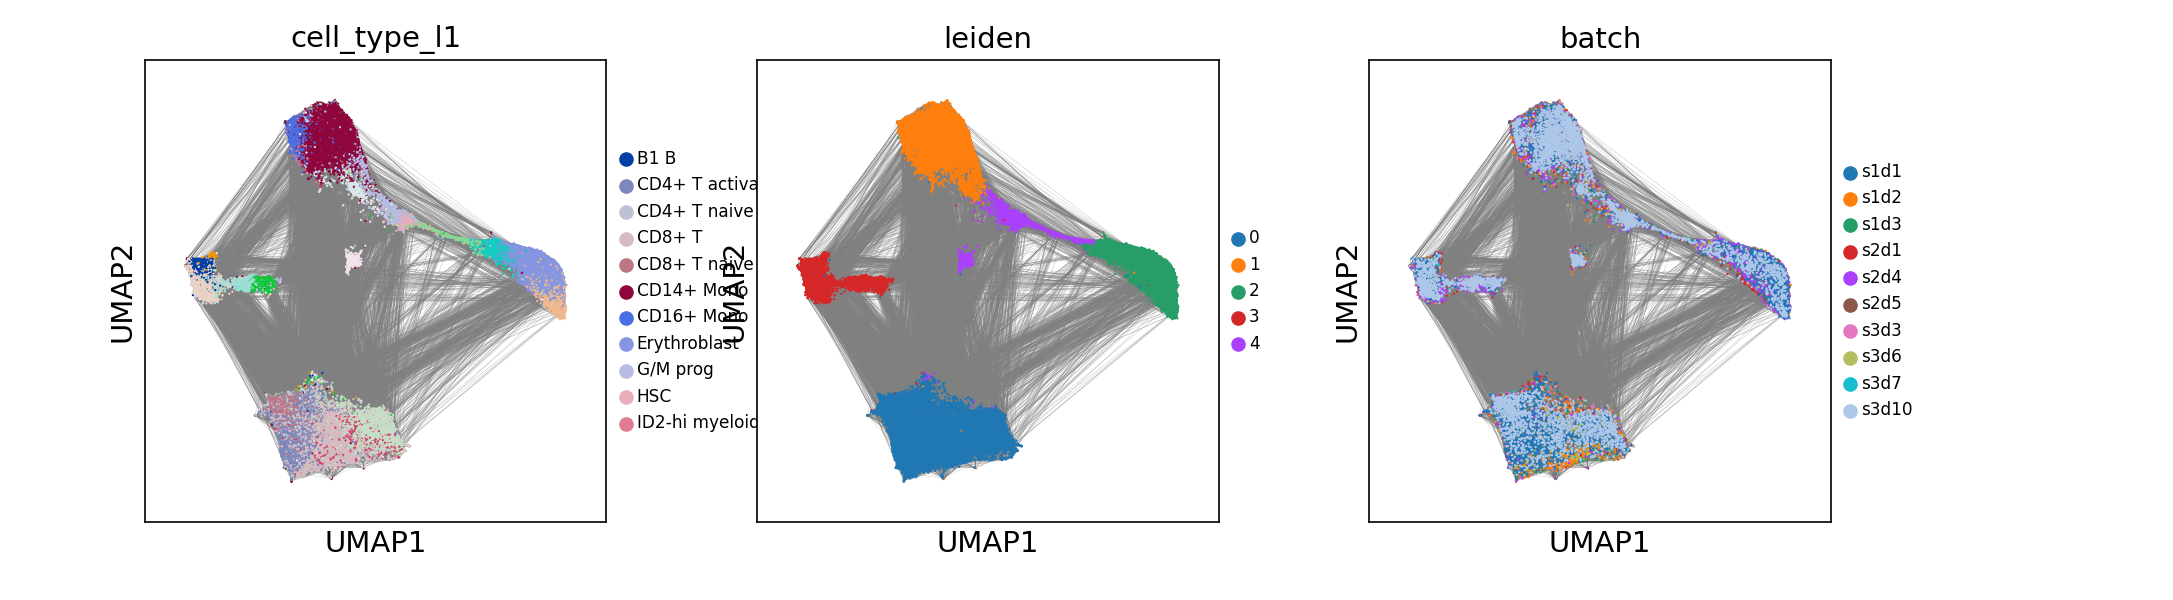 cell_type_l1
leiden
batch
UMAP2
UMAP1
B1 B
CD4+ T activa
CD4+ T naive
CD8+ T
CD8+ T naive
CD14+ Mono
CD16+ Mono
Erythroblast
G/M prog
HSC
ID2-hi myeloid
UMAP2
UMAP1
0
1
2
3
4
UMAP2
UMAP1
s1d1
s1d2
s1d3
s2d1
s2d4
s2d5
s3d3
s3d6
s3d7
s3d10